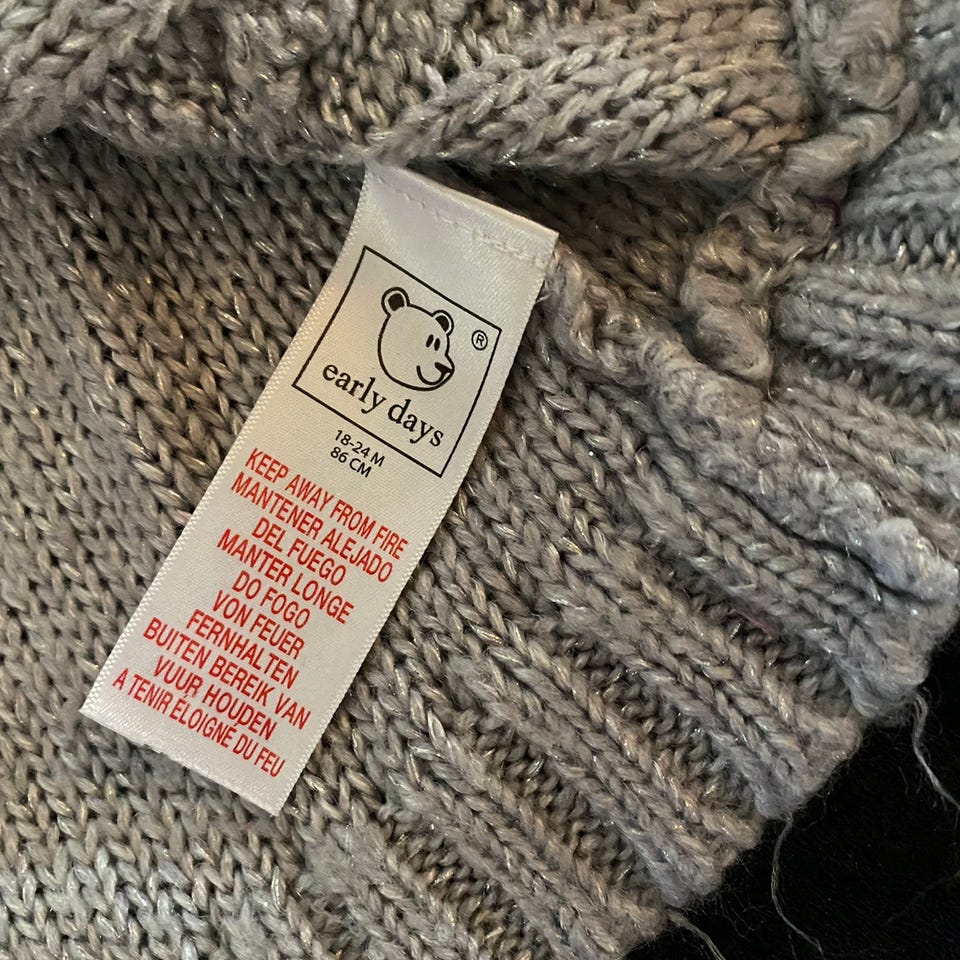 ®
early days
18-24 M
86 CM
KEEP AWAY FROM FIRE
MANTENER ALEJADO
DEL FUEGO
MANTER LONGE
DO FOGO
VON FEUER
FERNHALTEN
BUITEN BEREIK VAN
VUUR HOUDEN
A TENIR ÉLOIGNÉ DU FEU